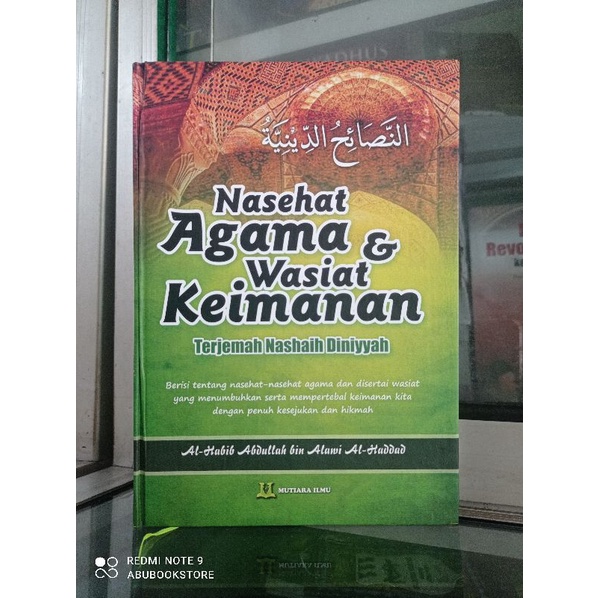 النَّصَائِحُ الدِّيْنِيَّةُ
Nasehat
Agama &
Wasiat
Keimanan
Terjemah Nashaih Diniyyah
Berisi tentang nasehat-nasehat agama dan disertai wasiat
yang menumbuhkan serta mempertebal keimanan kita
dengan penuh kesejukan dan hikmah
Al-Habib Abdullah bin Alawi Al-Haddad
MUTIARA ILMU
REDMI NOTE 9
ABUBOOKSTORE